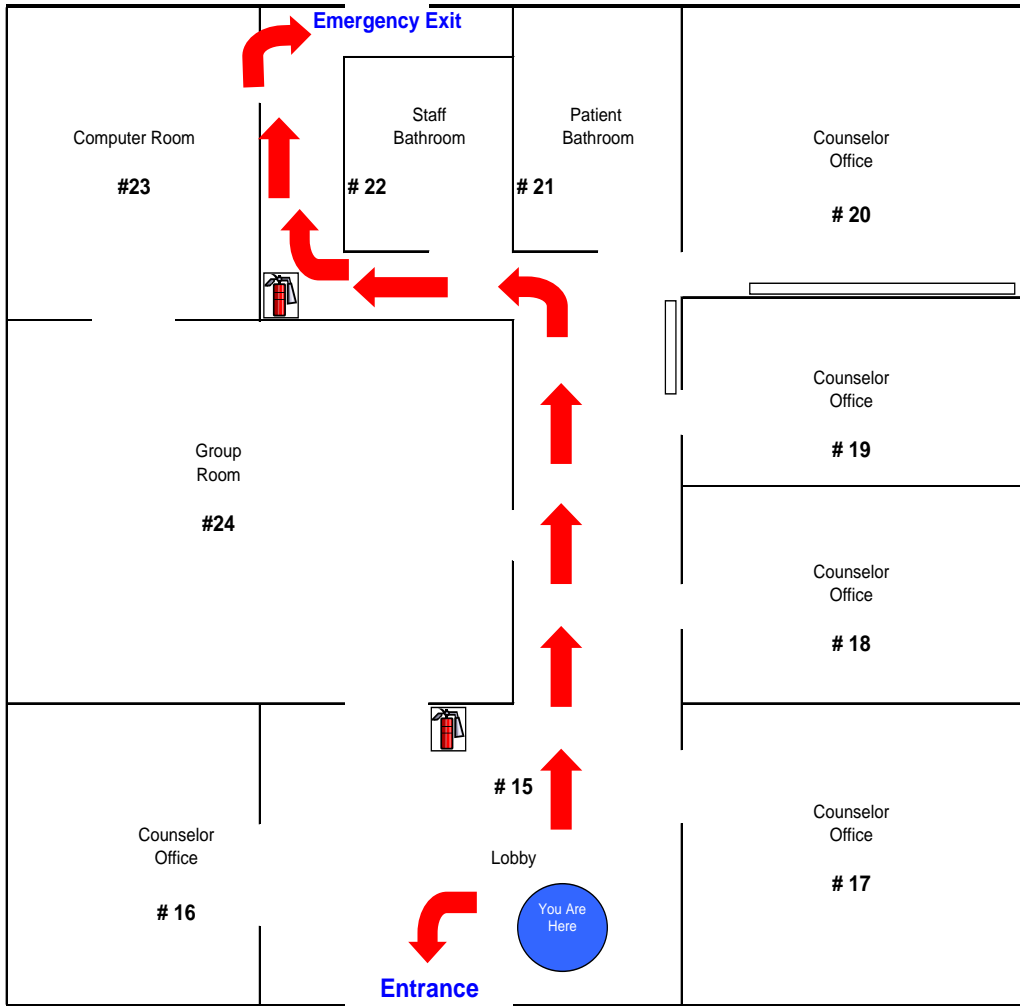 Emergency Exit
Computer Room
#23
Staff
Bathroom
# 22
Patient
Bathroom
# 21
Counselor
Office
# 20
Counselor
Office
# 19
Group
Room
#24
Counselor
Office
# 18
# 15
Lobby
Counselor
Office
# 16
Counselor
Office
# 17
You Are
Here
Entrance